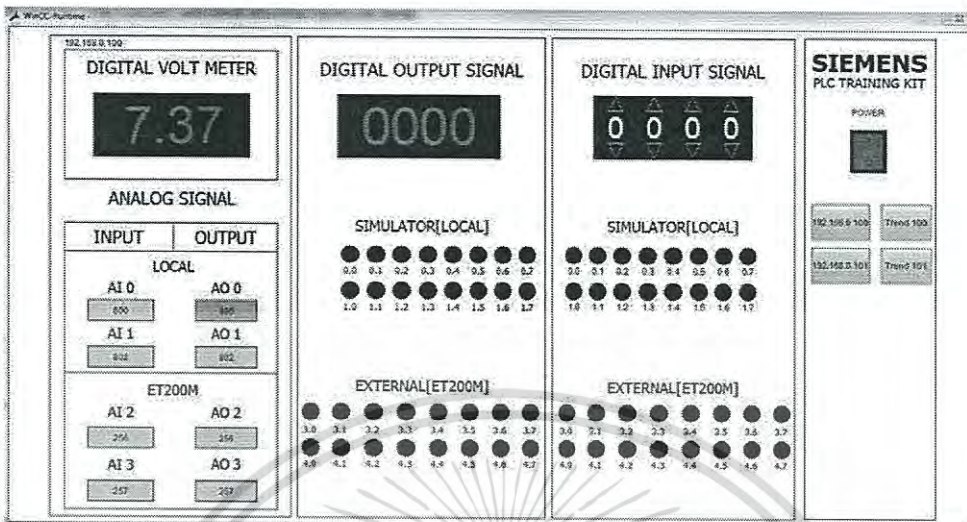 WinCC-Runtime
192.168.0.100
DIGITAL VOLT METER
7.37
ANALOG SIGNAL
INPUT OUTPUT
LOCAL
AI 0 AO 0
800
AI 1 AO 1
802 802
ET200M
AI 2 AO 2
256 256
AI 3 AO 3
257 257
DIGITAL OUTPUT SIGNAL
0000
SIMULATOR[LOCAL]
0.0 0.1 0.2 0.3 0.4 0.5 0.6 0.7
1.0 1.1 1.2 1.3 1.4 1.5 1.6 1.7
EXTERNAL[ET200M]
3.0 3.1 3.2 3.3 3.4 3.5 3.6 3.7
4.0 4.1 4.2 4.3 4.4 4.5 4.6 4.7
DIGITAL INPUT SIGNAL
0 0 0 0
SIMULATOR[LOCAL]
0.0 0.1 0.2 0.3 0.4 0.5 0.6 0.7
1.0 1.1 1.2 1.3 1.4 1.5 1.6 1.7
EXTERNAL[ET200M]
3.0 3.1 3.2 3.3 3.4 3.5 3.6 3.7
4.0 4.1 4.2 4.3 4.4 4.5 4.6 4.7
SIEMENS
PLC TRAINING KIT
POWER
192.168.0.100 Trend 100
192.168.0.101 Trend 101